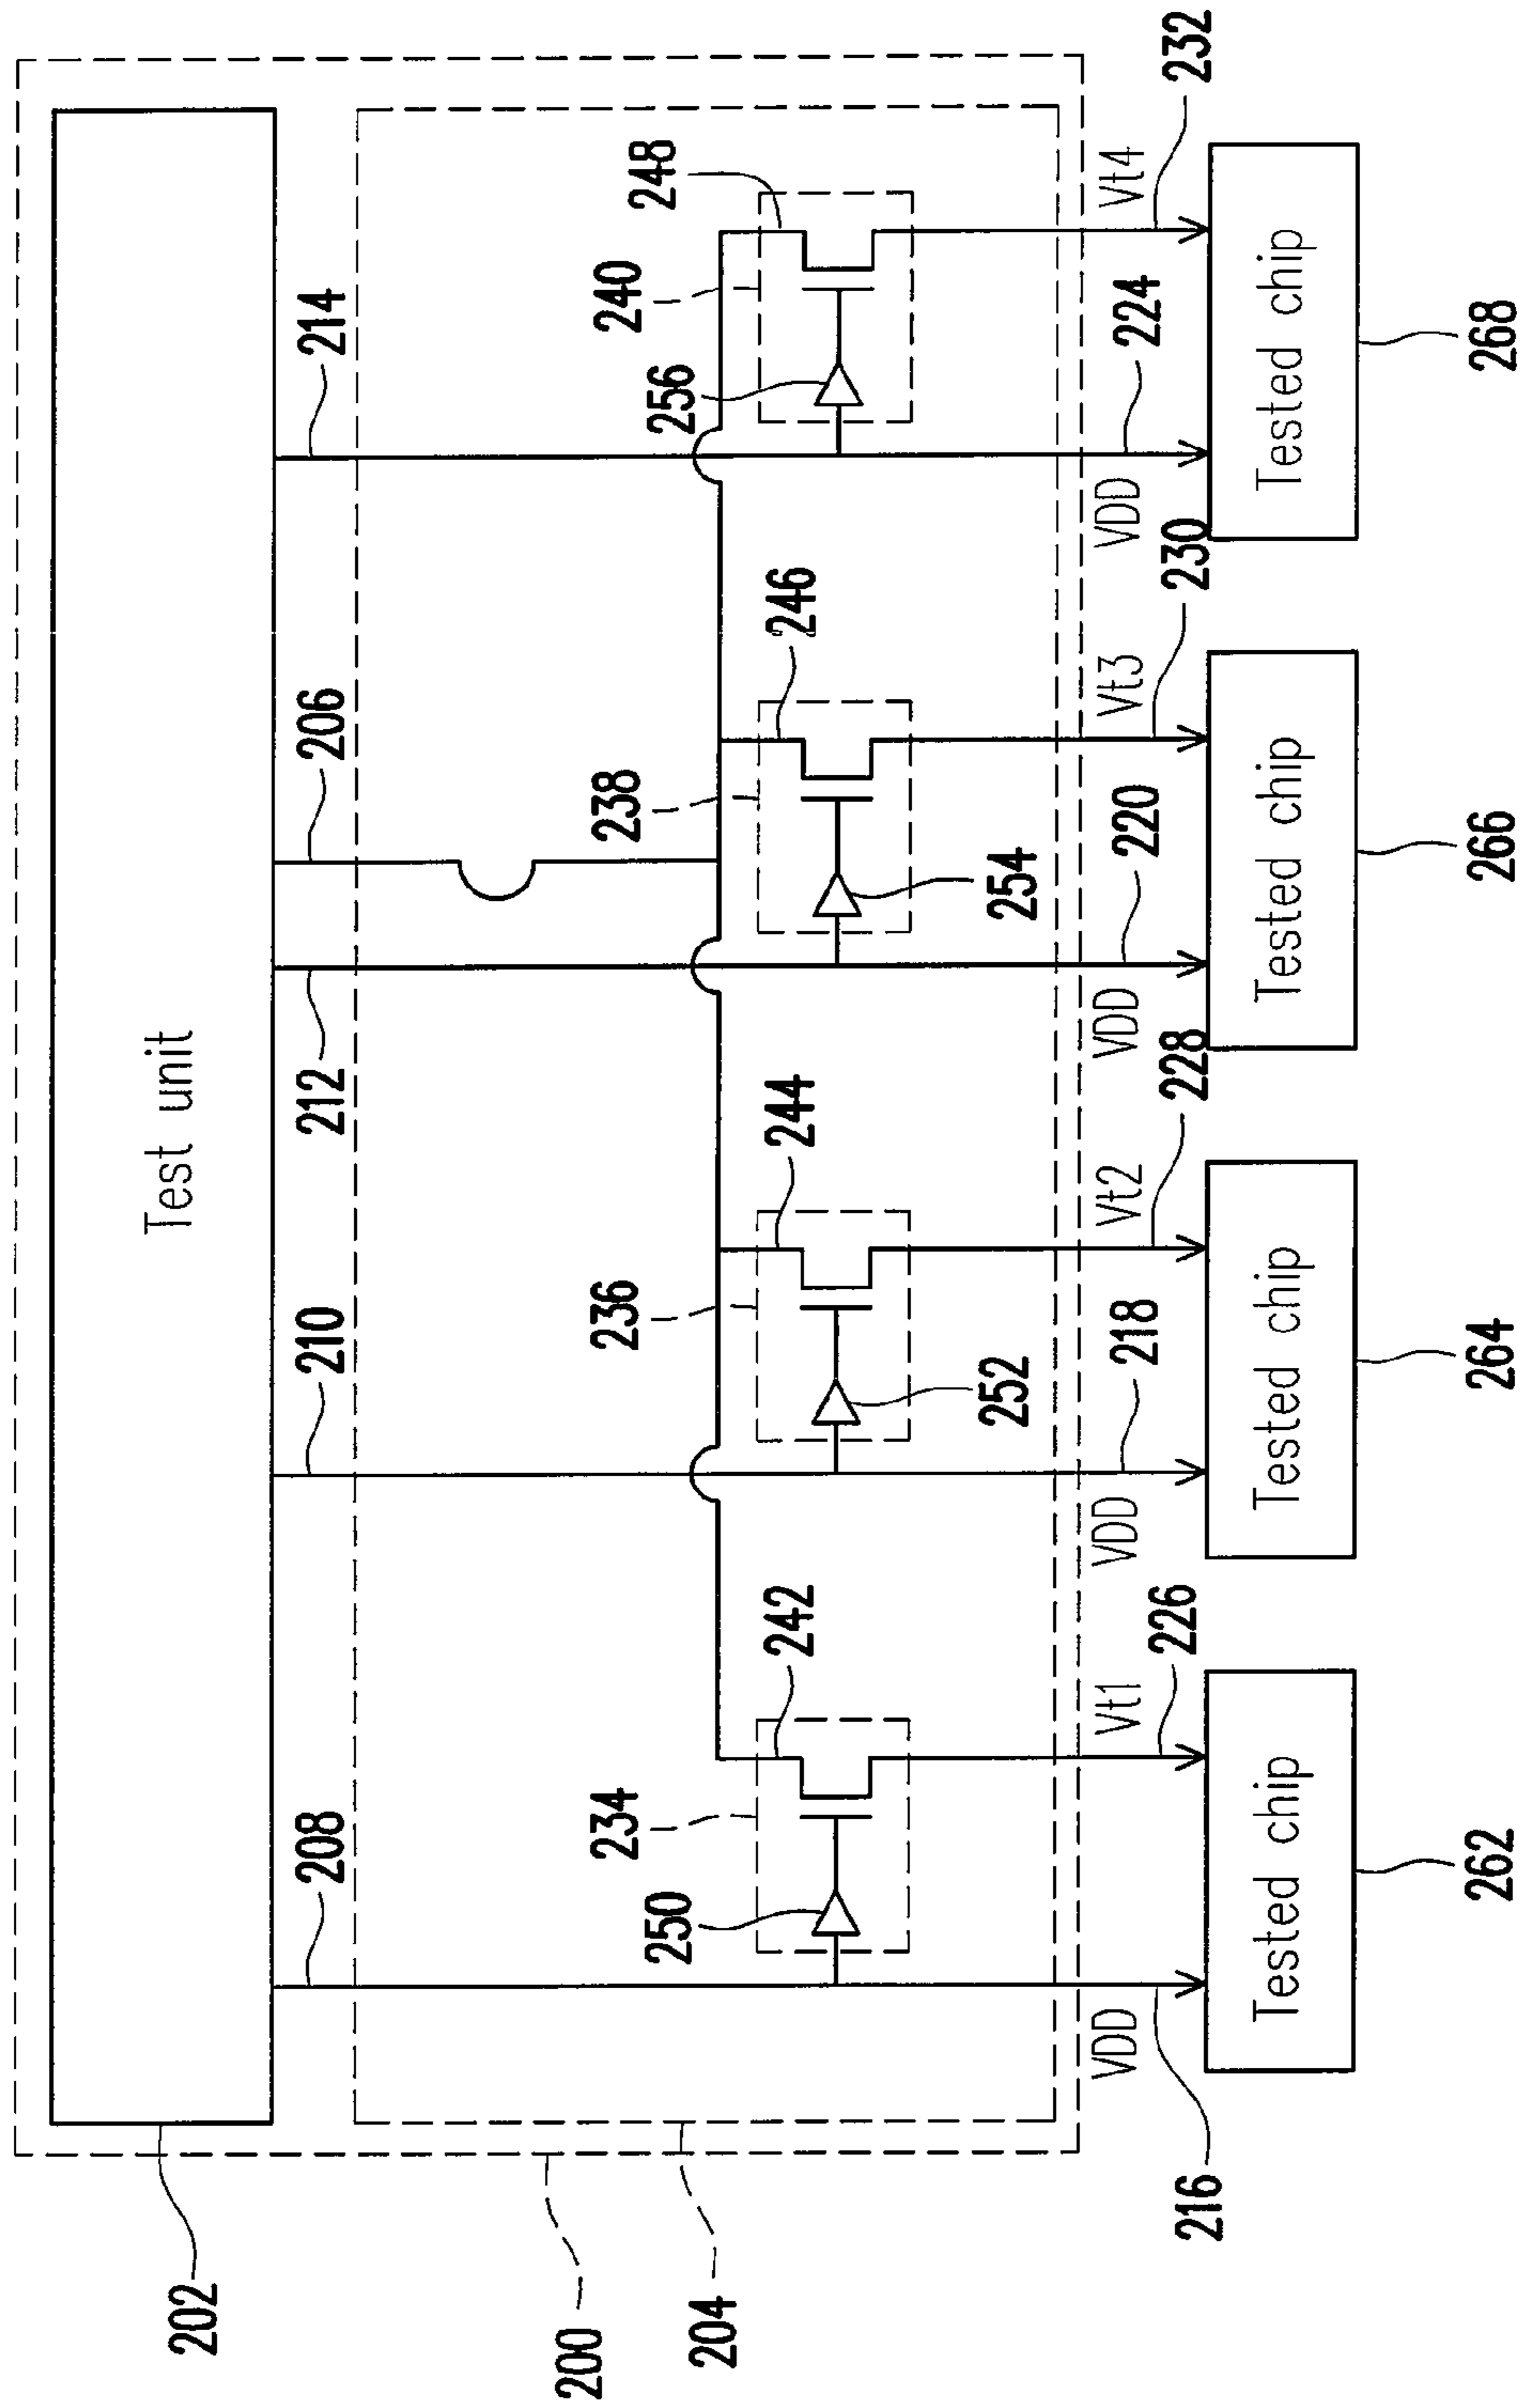 Test unit
202
208
210
212
206
214
200
234
236
238
240
250
256
248
204
242
244
246
252
254
VDD
Vt1
VDD
Vt2
VDD
Vt3
VDD
Vt4
218
220
224
216
226
228
230
232
Tested chip
Tested chip
Tested chip
Tested chip
262
264
266
268